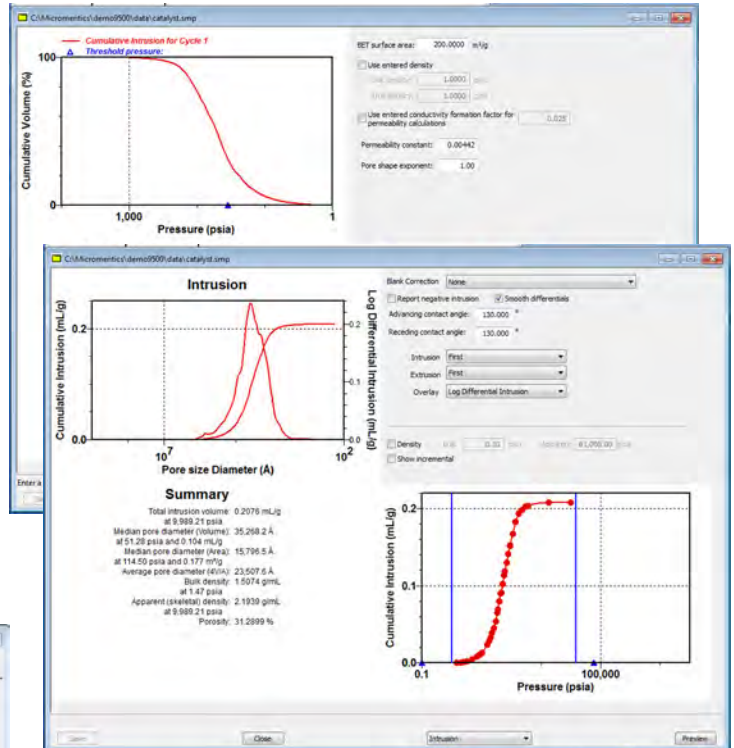 C:\Micromentics\demo9500\data\catalyst.smp
Cumulative Intrusion for Cycle 1
Threshold pressure:
100
Cumulative Volume (%)
0
1,000
1
Pressure (psia)
BET surface area: 200.0000 m²/g
Use entered density
1.0000
1.0000
Use entered conductivity formation factor for
permeability calculations
0.025
Permeability constant: 0.00442
Pore shape exponent: 1.00
Enter a
C:\Micromentics\demo9500\data\catalyst.smp
Intrusion
Cumulative Intrusion (mL/g)
0.2
0.0
10⁷
10²
Pore size Diameter (Å)
0.2
0.1
0.0
Log Differential Intrusion (mL/g)
Blank Correction None
Report negative intrusion Smooth differentials
Advancing contact angle: 130.000 °
Receding contact angle: 130.000 °
Intrusion First
Extrusion First
Overlay Log Differential Intrusion
Density
Show incremental
Summary
Total intrusion volume: 0.2076 mL/g
at 9,989.21 psia
Median pore diameter (Volume): 35,268.2 Å
at 51.28 psia and 0.104 mL/g
Median pore diameter (Area): 15,796.5 Å
at 114.50 psia and 0.177 m²/g
Average pore diameter (4V/A): 23,507.6 Å
Bulk density: 1.5074 g/mL
at 1.47 psia
Apparent (skeletal) density: 2.1939 g/mL
at 9,989.21 psia
Porosity: 31.2899 %
Cumulative Intrusion (mL/g)
0.2
0.1
0.0
0.1
100,000
Pressure (psia)
Save
Close
Intrusion
Preview